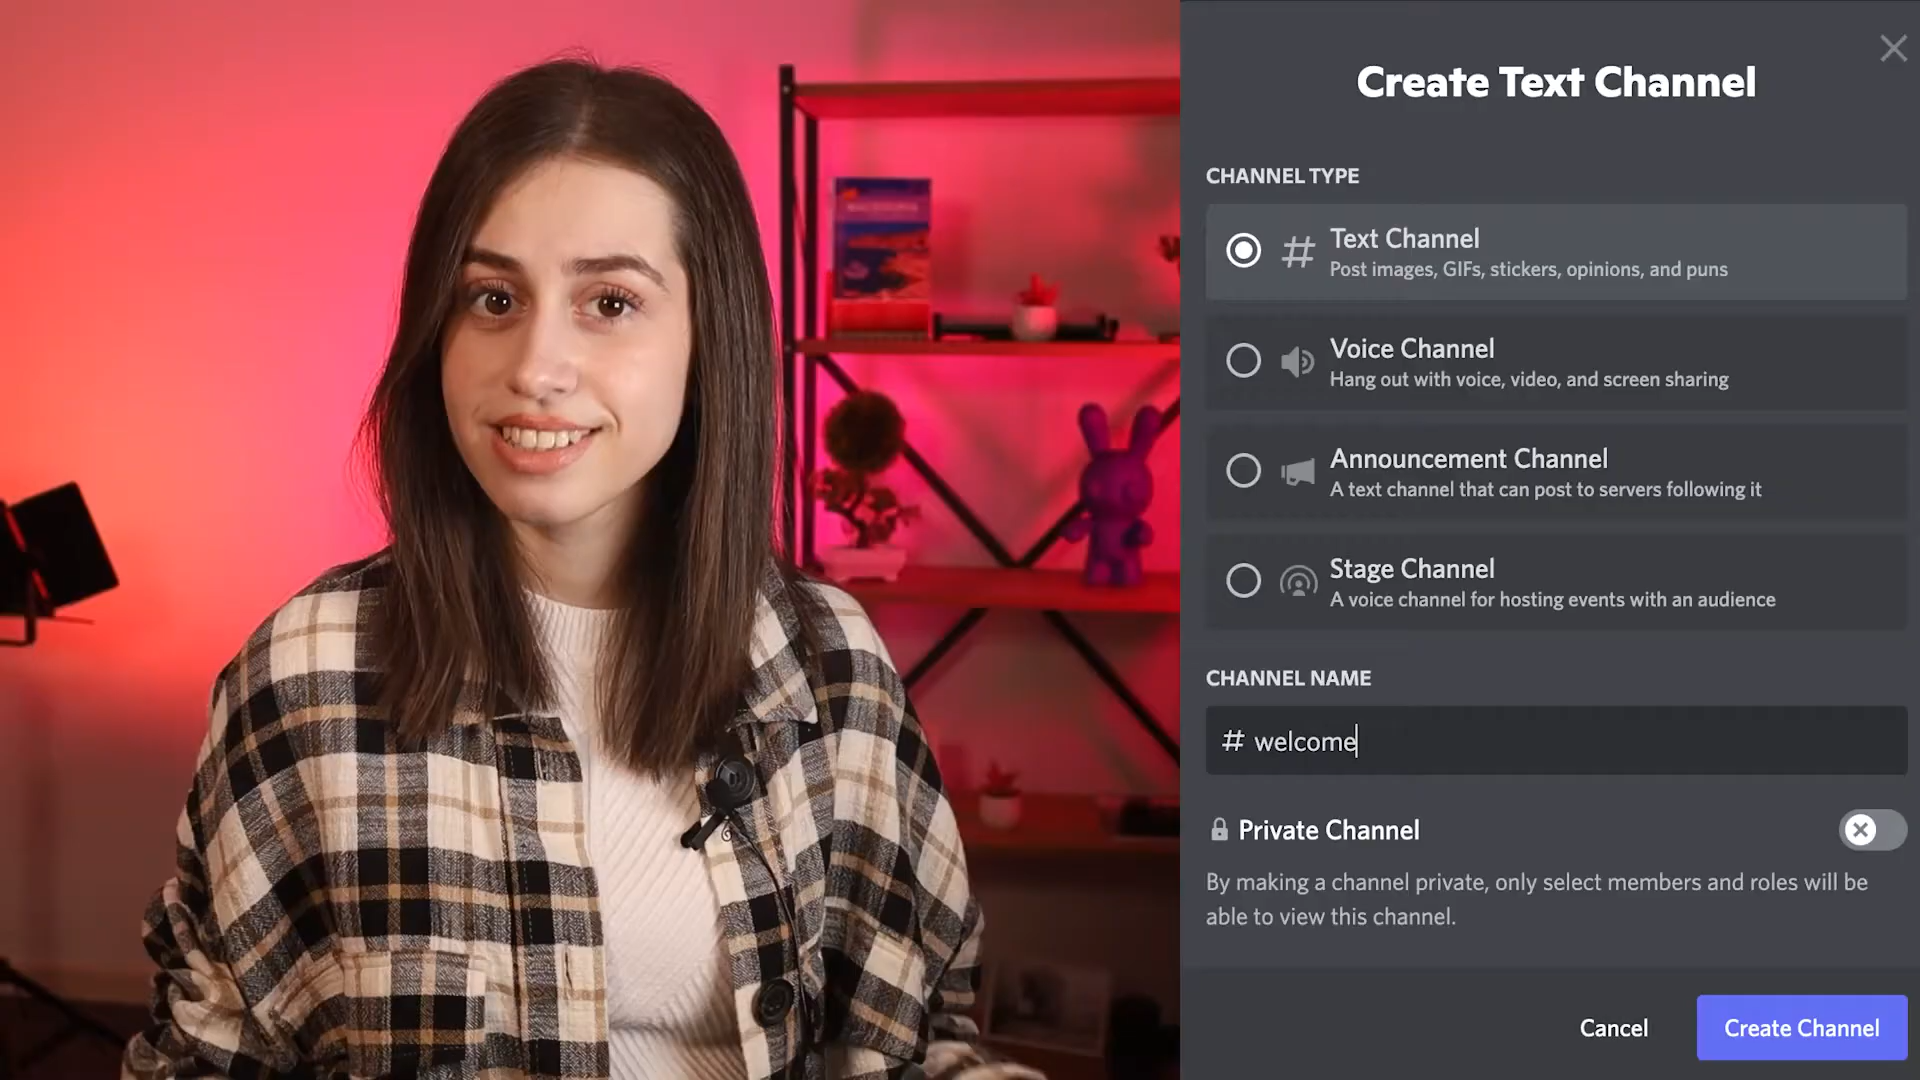 Create Text Channel
CHANNEL TYPE
Text Channel
Post images, GIFs, stickers, opinions, and puns
Voice Channel
Hang out with voice, video, and screen sharing
Announcement Channel
A text channel that can post to servers following it
Stage Channel
A voice channel for hosting events with an audience
CHANNEL NAME
# welcome
Private Channel
By making a channel private, only select members and roles will be
able to view this channel.
Cancel
Create Channel